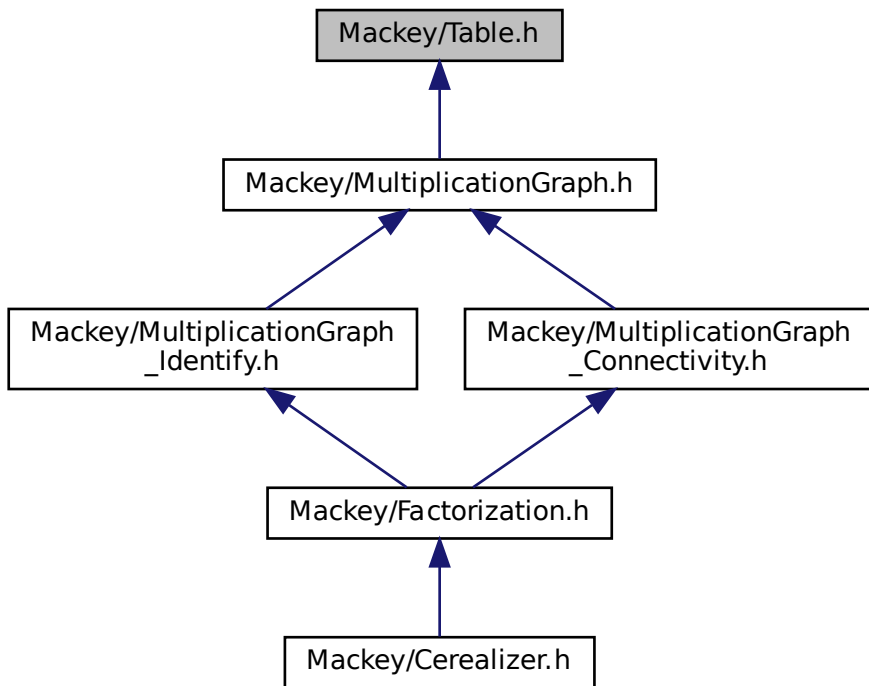 Mackey/Table.h
Mackey/MultiplicationGraph.h
Mackey/MultiplicationGraph
_Identify.h
Mackey/MultiplicationGraph
_Connectivity.h
Mackey/Factorization.h
Mackey/Cerealizer.h